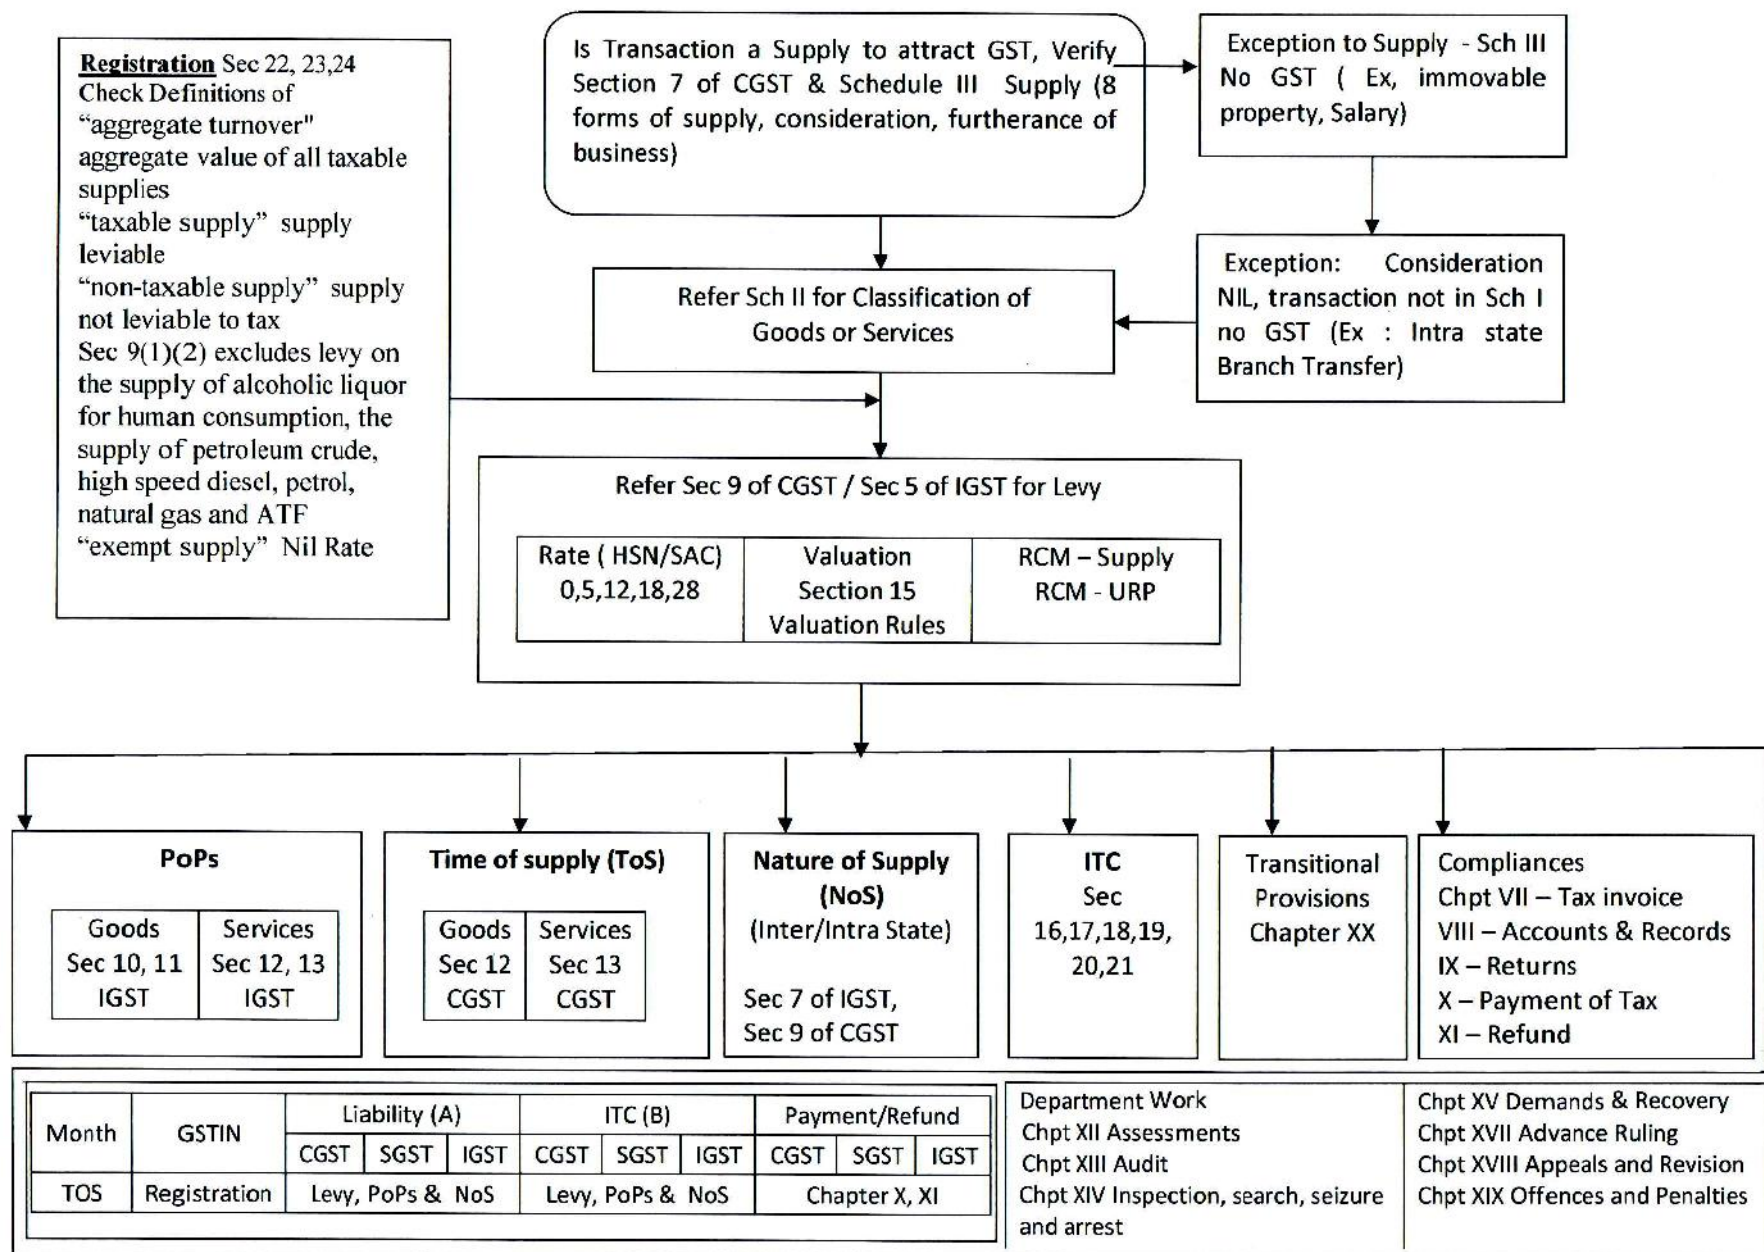 Registration Sec 22, 23,24
Check Definitions of
“aggregate turnover"
aggregate value of all taxable
supplies
“taxable supply” supply
leviable
“non-taxable supply” supply
not leviable to tax
Sec 9(1)(2) excludes levy on
the supply of alcoholic liquor
for human consumption, the
supply of petroleum crude,
high speed diesel, petrol,
natural gas and ATF
“exempt supply” Nil Rate
Is Transaction a Supply to attract GST, Verify
Section 7 of CGST & Schedule III Supply (8
forms of supply, consideration, furtherance of
business)
Exception to Supply - Sch III
No GST ( Ex, immovable
property, Salary)
Exception: Consideration
NIL, transaction not in Sch I
no GST (Ex : Intra state
Branch Transfer)
Refer Sch II for Classification of
Goods or Services
Refer Sec 9 of CGST / Sec 5 of IGST for Levy
Rate ( HSN/SAC)
0,5,12,18,28
Valuation
Section 15
Valuation Rules
RCM – Supply
RCM - URP
PoPs
Goods
Sec 10, 11
IGST
Services
Sec 12, 13
IGST
Time of supply (ToS)
Goods
Sec 12
CGST
Services
Sec 13
CGST
Nature of Supply
(NoS)
(Inter/Intra State)
Sec 7 of IGST,
Sec 9 of CGST
ITC
Sec
16,17,18,19,
20,21
Transitional
Provisions
Chapter XX
Compliances
Chpt VII – Tax invoice
VIII – Accounts & Records
IX – Returns
X – Payment of Tax
XI – Refund
Month GSTIN Liability (A) ITC (B) Payment/Refund
CGST SGST IGST CGST SGST IGST CGST SGST IGST
TOS Registration Levy, PoPs & NoS Levy, PoPs & NoS Chapter X, XI
Department Work
Chpt XII Assessments
Chpt XIII Audit
Chpt XIV Inspection, search, seizure
and arrest
Chpt XV Demands & Recovery
Chpt XVII Advance Ruling
Chpt XVIII Appeals and Revision
Chpt XIX Offences and Penalties